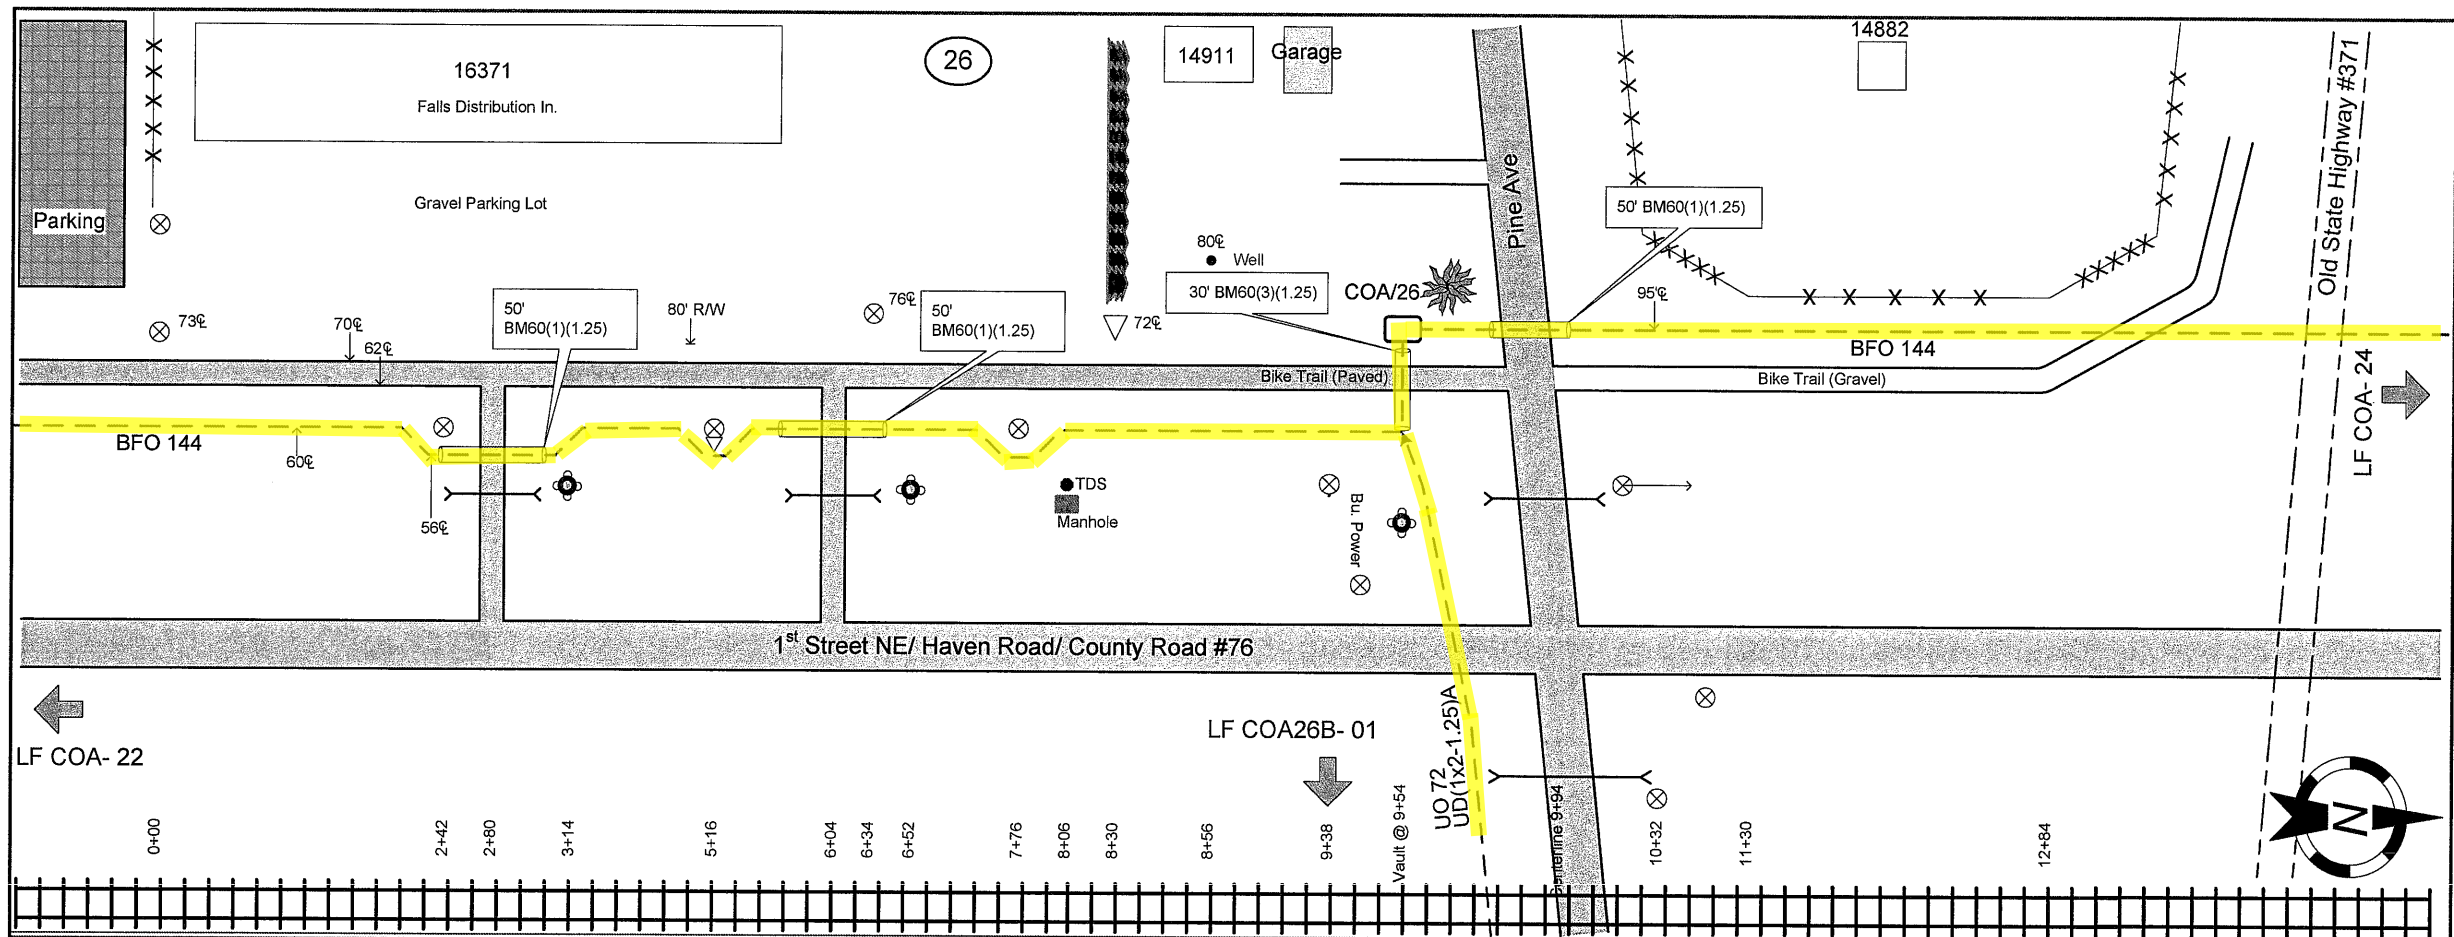 14882
26
14911
Garage
16371
Falls Distribution In.
Old State Highway #371
Pine Ave
Gravel Parking Lot
50' BM60(1)(1.25)
Parking
80℄
Well
30' BM60(3)(1.25)
COA/26
95'℄
50'
BM60(1)(1.25)
80' R/W
76℄
50'
BM60(1)(1.25)
73℄
70℄
72℄
62℄
BFO 144
Bike Trail (Paved)
Bike Trail (Gravel)
LF COA- 24
BFO 144
60℄
TDS
Manhole
Bu. Power
56℄
1st Street NE/ Haven Road/ County Road #76
LF COA- 22
LF COA26B- 01
UO 72
UD(1x2-1.25)A
0+00
2+42
2+80
3+14
5+16
6+04
6+34
6+52
7+76
8+06
8+30
8+56
9+38
Vault @ 9+54
Centerline 9+94
10+32
11+30
12+84
N